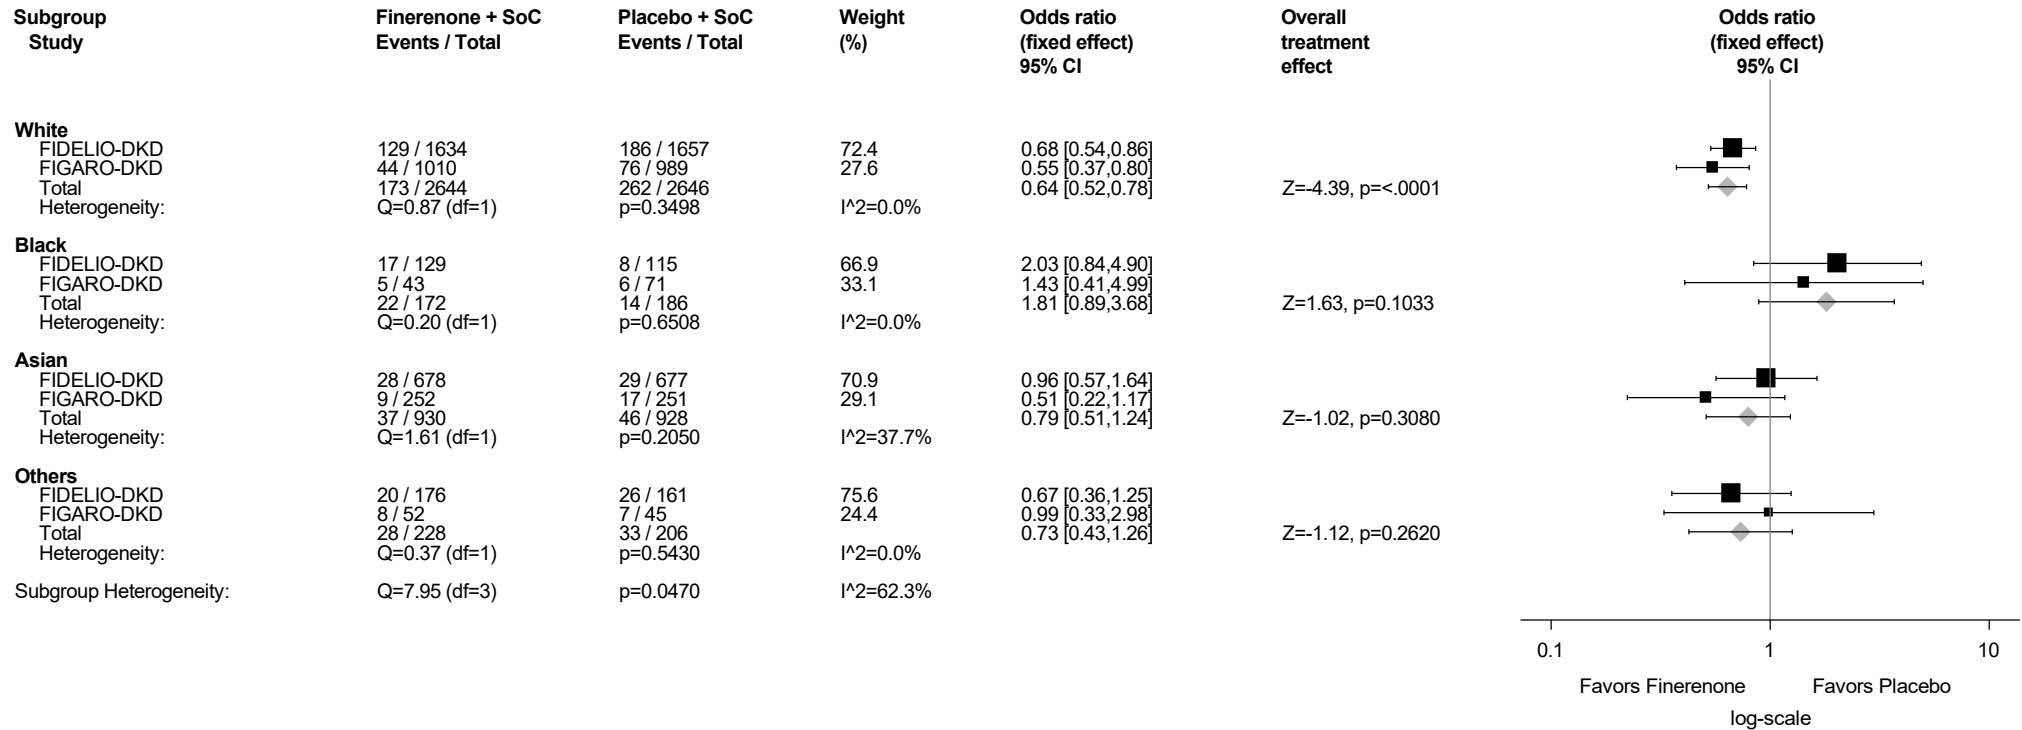 Subgroup Finerenone + SoC Placebo + SoC Weight Odds ratio Overall Odds ratio
Study Events / Total Events / Total (%) (fixed effect) treatment (fixed effect)
95% CI effect 95% CI
White
FIDELIO-DKD 129 / 1634 186 / 1657 72.4 0.68 [0.54,0.86]
FIGARO-DKD 44 / 1010 76 / 989 27.6 0.55 [0.37,0.80]
Total 173 / 2644 262 / 2646 0.64 [0.52,0.78] Z=-4.39, p=<.0001
Heterogeneity: Q=0.87 (df=1) p=0.3498 I^2=0.0%
Black
FIDELIO-DKD 17 / 129 8 / 115 66.9 2.03 [0.84,4.90]
FIGARO-DKD 5 / 43 6 / 71 33.1 1.43 [0.41,4.99]
Total 22 / 172 14 / 186 1.81 [0.89,3.68] Z=1.63, p=0.1033
Heterogeneity: Q=0.20 (df=1) p=0.6508 I^2=0.0%
Asian
FIDELIO-DKD 28 / 678 29 / 677 70.9 0.96 [0.57,1.64]
FIGARO-DKD 9 / 252 17 / 251 29.1 0.51 [0.22,1.17]
Total 37 / 930 46 / 928 0.79 [0.51,1.24] Z=-1.02, p=0.3080
Heterogeneity: Q=1.61 (df=1) p=0.2050 I^2=37.7%
Others
FIDELIO-DKD 20 / 176 26 / 161 75.6 0.67 [0.36,1.25]
FIGARO-DKD 8 / 52 7 / 45 24.4 0.99 [0.33,2.98]
Total 28 / 228 33 / 206 0.73 [0.43,1.26] Z=-1.12, p=0.2620
Heterogeneity: Q=0.37 (df=1) p=0.5430 I^2=0.0%
Subgroup Heterogeneity: Q=7.95 (df=3) p=0.0470 I^2=62.3%
0.1 1 10
Favors Finerenone Favors Placebo
log-scale